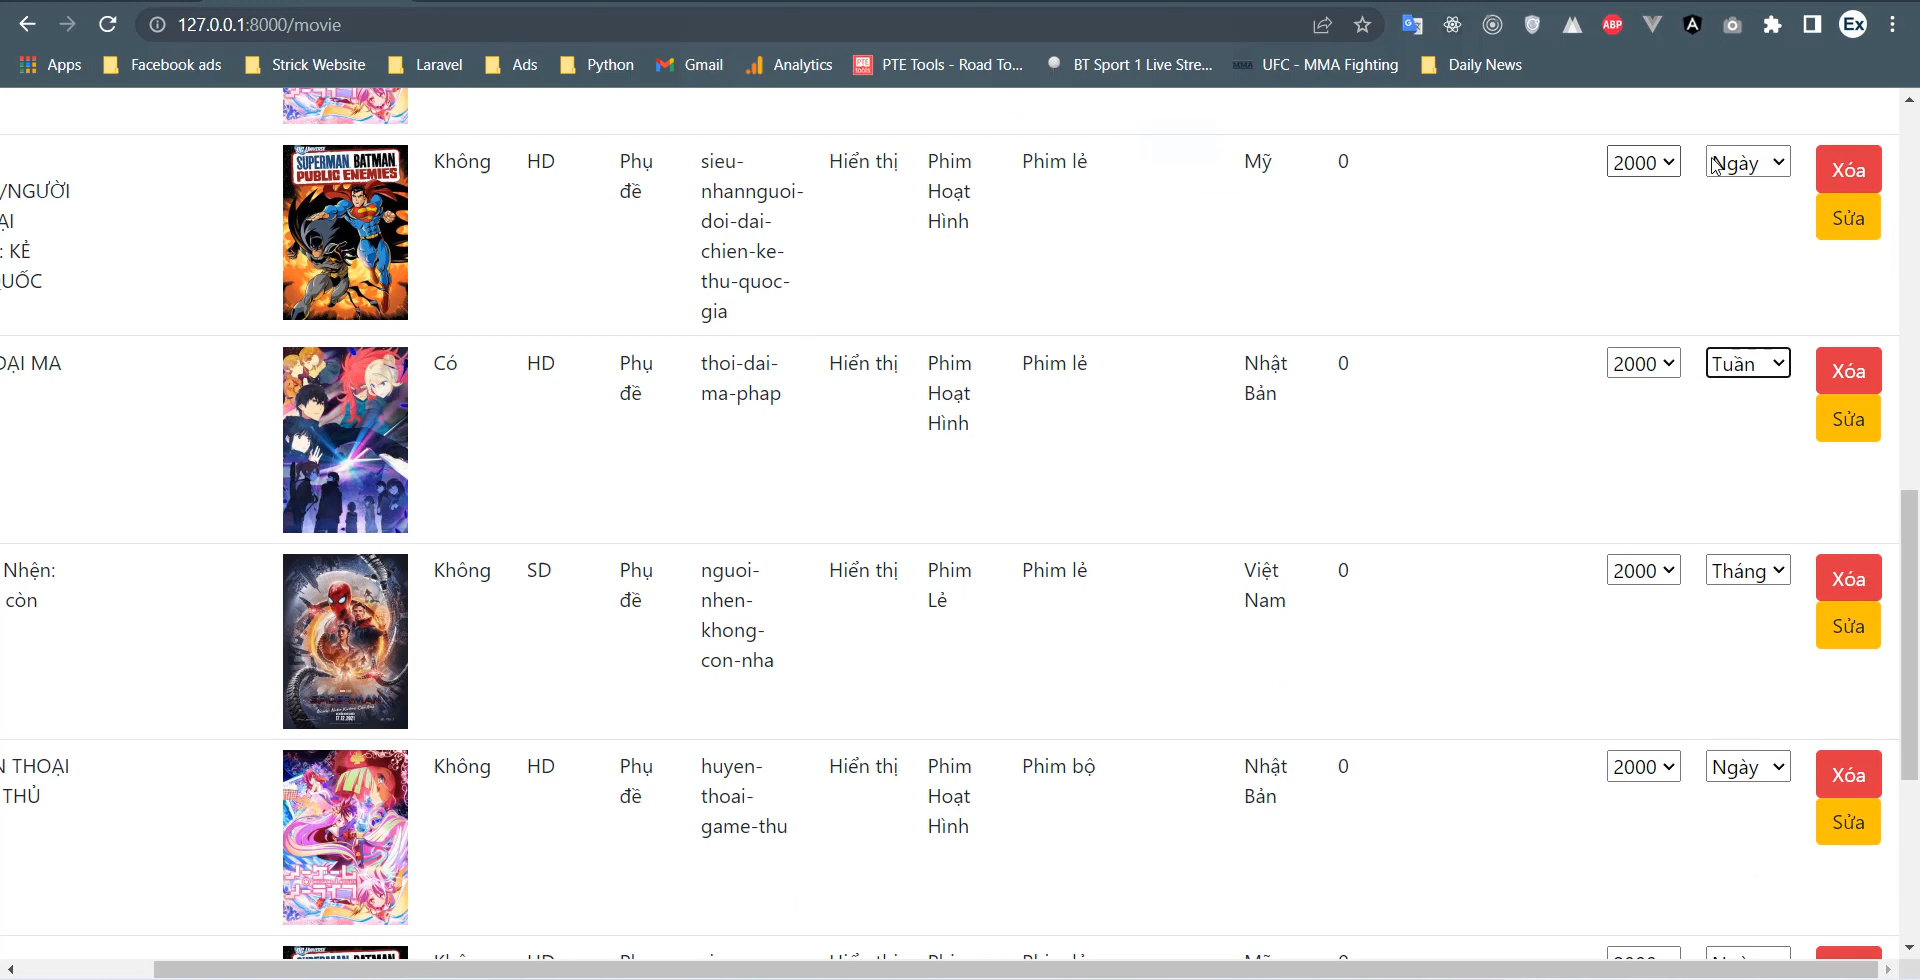 127.0.0.1:8000/movie
ABP
Ex
Apps Facebook ads Strick Website Laravel Ads Python Gmail Analytics PTE Tools - Road To... BT Sport 1 Live Stre... UFC - MMA Fighting Daily News
/NGƯỜI
ẠI
: KẺ
QUỐC
SUPERMAN BATMAN
PUBLIC ENEMIES
Không
HD
Phụ
đề
sieu-
nhannguoi-
doi-dai-
chien-ke-
thu-quoc-
gia
Hiển thị
Phim
Hoạt
Hình
Phim lẻ
Mỹ
0
2000
Ngày
Xóa
Sửa
ĐẠI MA
Có
HD
Phụ
đề
thoi-dai-
ma-phap
Hiển thị
Phim
Hoạt
Hình
Phim lẻ
Nhật
Bản
0
2000
Tuần
Xóa
Sửa
Nhện:
còn
Không
SD
Phụ
đề
nguoi-
nhen-
khong-
con-nha
Hiển thị
Phim
Lẻ
Phim lẻ
Việt
Nam
0
2000
Tháng
Xóa
Sửa
N THOẠI
THỦ
Không
HD
Phụ
đề
huyen-
thoai-
game-thu
Hiển thị
Phim
Hoạt
Hình
Phim bộ
Nhật
Bản
0
2000
Ngày
Xóa
Sửa